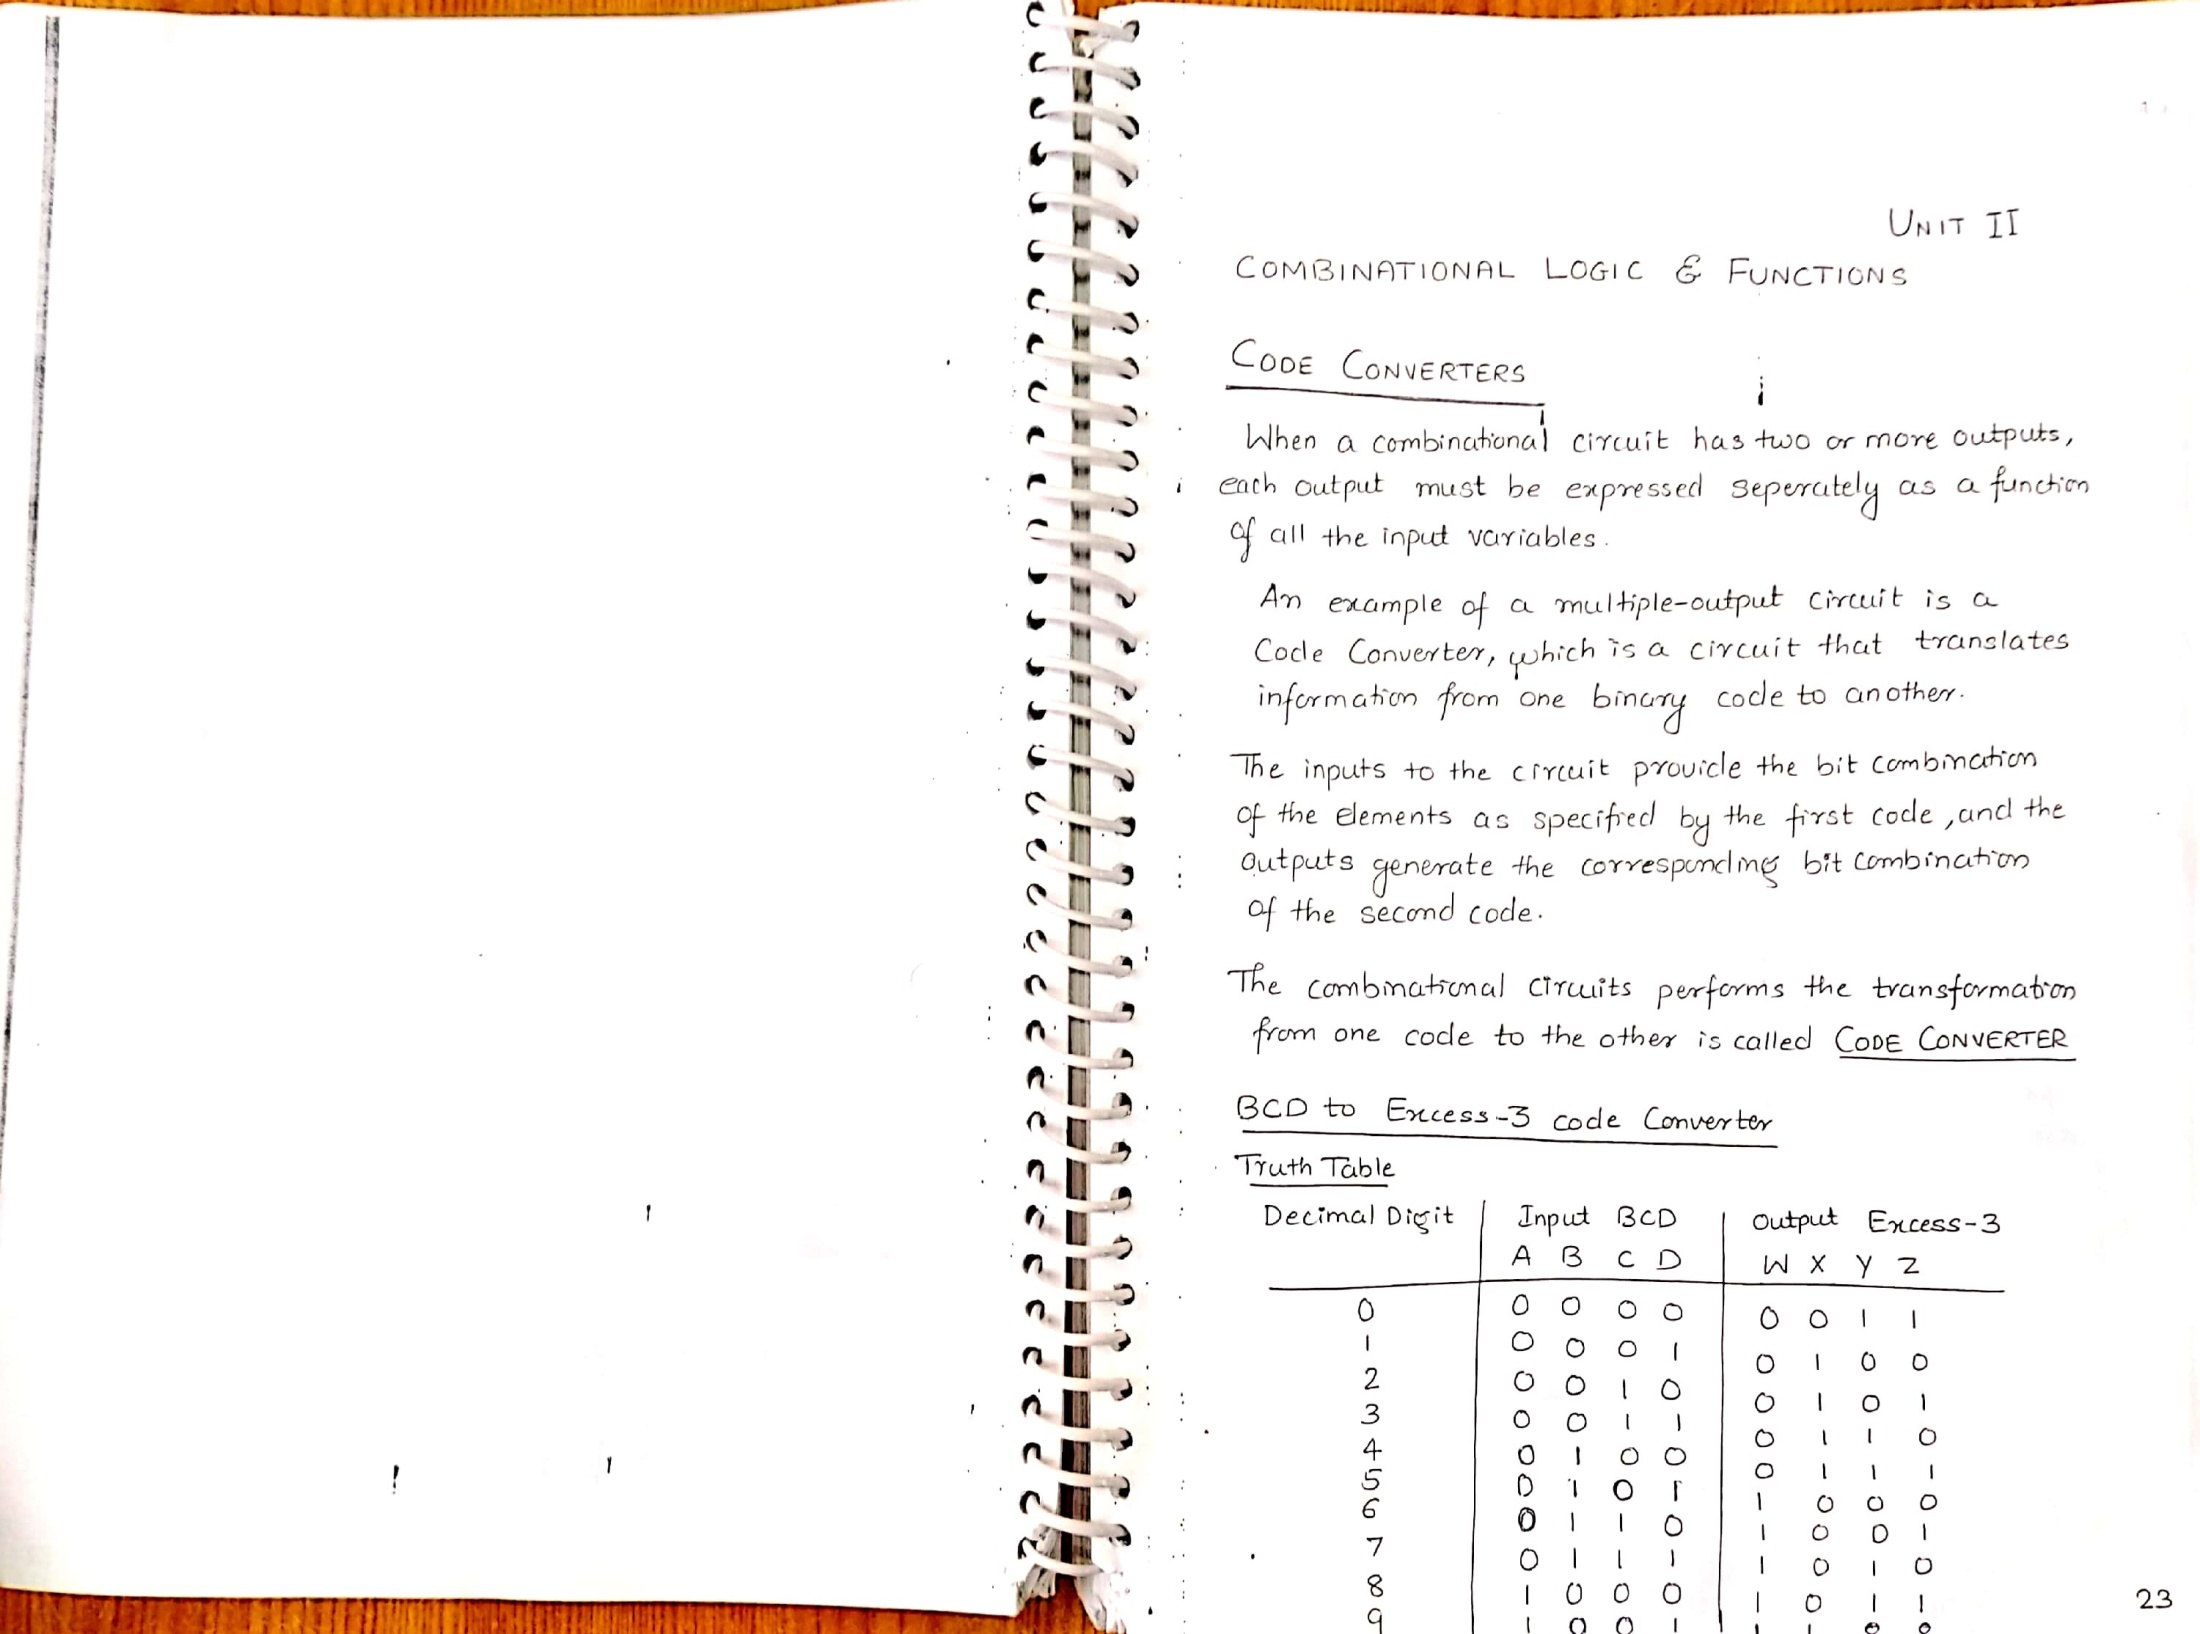 UNIT II
COMBINATIONAL LOGIC & FUNCTIONS
CODE CONVERTERS
When a combinational circuit has two or more outputs,
each output must be expressed seperately as a function
of all the input variables.
An example of a multiple-output circuit is a
Code Converter, which is a circuit that translates
information from one binary code to another.
The inputs to the circuit provide the bit combination
of the elements as specified by the first code, and the
outputs generate the corresponding bit combination
of the second code.
The combinational circuits performs the transformation
from one code to the other is called CODE CONVERTER
BCD to Excess-3 code Converter
Truth Table
Decimal Digit Input BCD Output Excess-3
A B C D W X Y Z
0 0 0 0 0 0 0 1 1
1 0 0 0 1 0 1 0 0
2 0 0 1 0 0 1 0 1
3 0 0 1 1 0 1 1 0
4 0 1 0 0 0 1 1 1
5 0 1 0 1 1 0 0 0
6 0 1 1 0 1 0 0 1
7 0 1 1 1 1 0 1 0
8 1 0 0 0 1 0 1 1
9 1 0 0 1 1 1 0 0
23